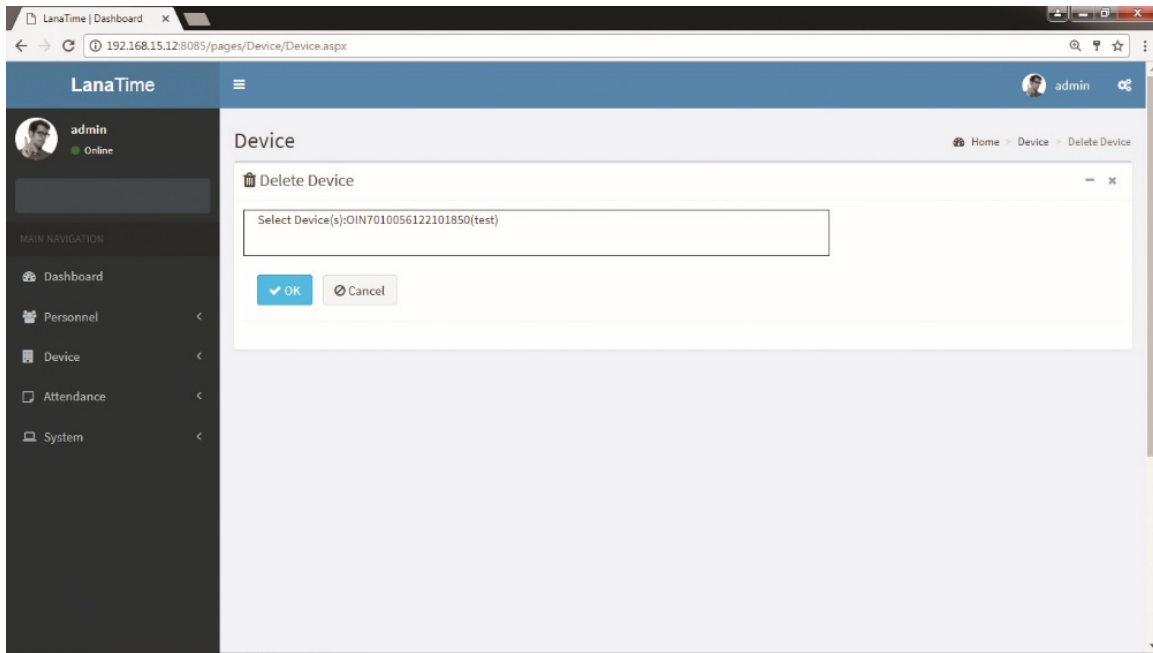 LanaTime | Dashboard
192.168.15.12:8085/pages/Device/Device.aspx
LanaTime
admin
admin
Online
Device
Home > Device > Delete Device
Delete Device
Select Device(s):OIN7010056122101850(test)
MAIN NAVIGATION
OK
Cancel
Dashboard
Personnel
Device
Attendance
System